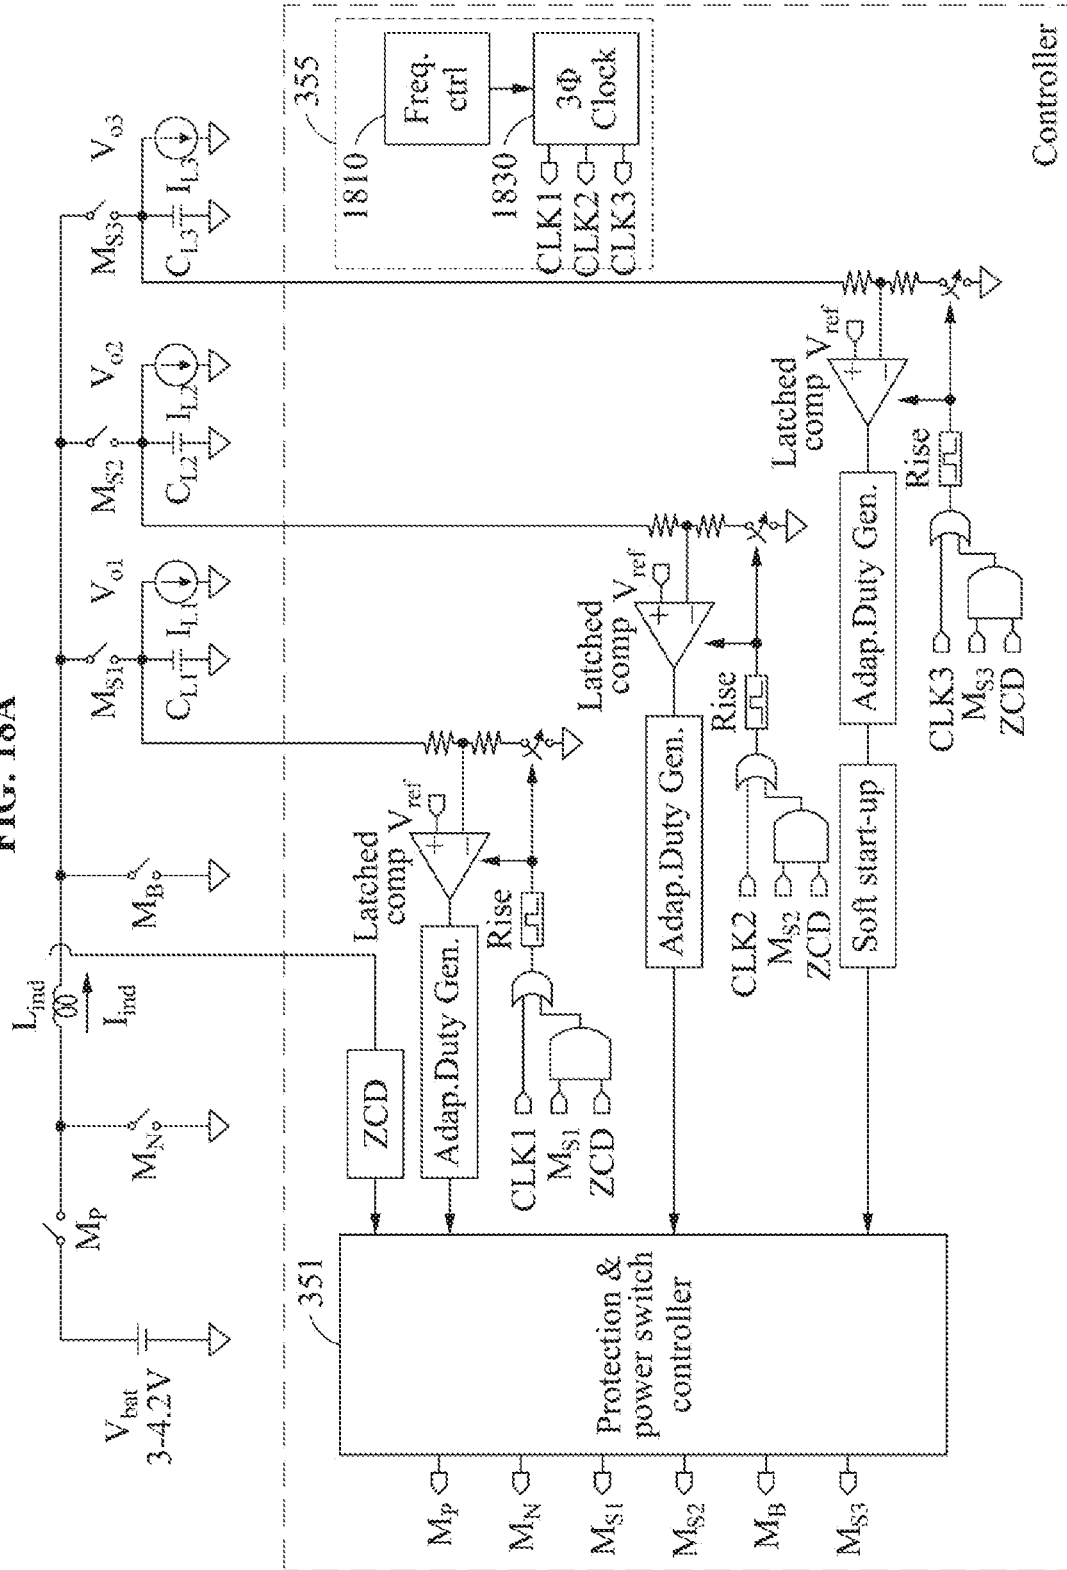 FIG. 18A
V_bat
3-4.2V
M_P
M_N
L_ind
I_ind
M_B
M_S1
V_o1
C_L1
I_L1
M_S2
V_o2
C_L2
I_L2
M_S3
V_o3
C_L3
I_L3
351
Protection &
power switch
controller
M_P
M_N
M_S1
M_S2
M_B
M_S3
ZCD
Adap.Duty Gen.
Latched
comp
V_ref
+
−
Rise
CLK1
M_S1
ZCD
Adap.Duty Gen.
Latched
comp
V_ref
+
−
Rise
CLK2
M_S2
ZCD
Soft start-up
Adap.Duty Gen.
Latched
comp
V_ref
+
−
Rise
CLK3
M_S3
ZCD
355
1810
Freq.
ctrl
1830
3Φ
Clock
CLK1
CLK2
CLK3
Controller